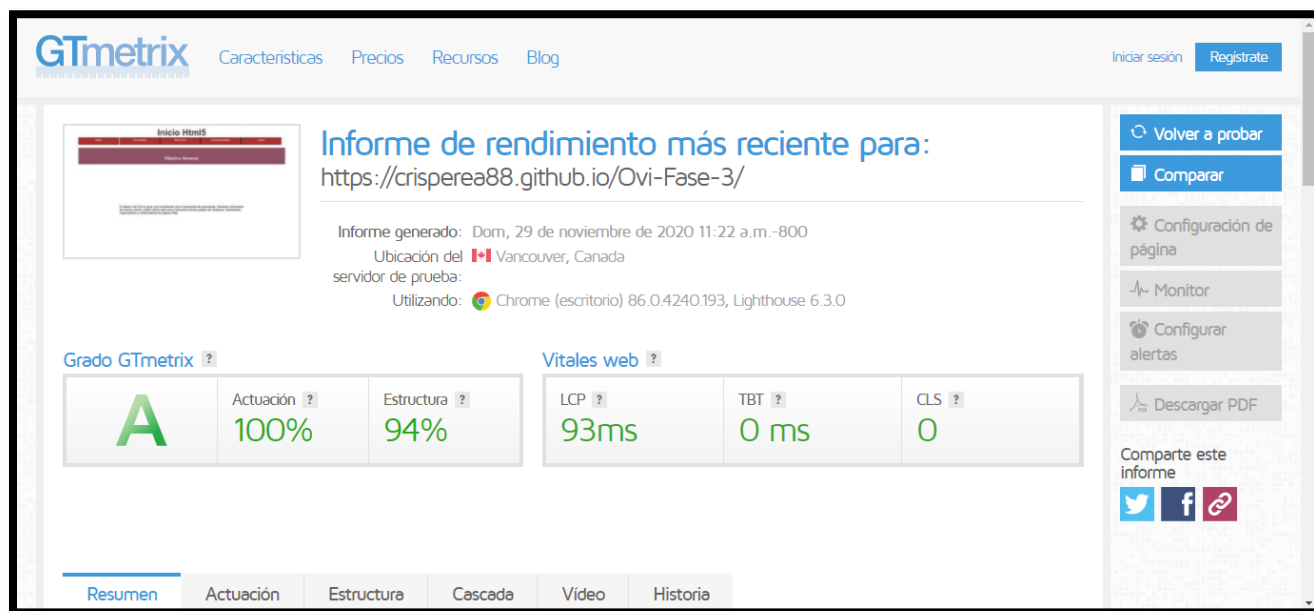 GTmetrix Caracteristicas Precios Recursos Blog Iniciar sesión Regístrate
Inicio Html5
Objetivo General
Informe de rendimiento más reciente para:
https://crisperea88.github.io/Ovi-Fase-3/
Informe generado: Dom, 29 de noviembre de 2020 11:22 a.m.-800
Ubicación del servidor de prueba: Vancouver, Canada
Utilizando: Chrome (escritorio) 86.0.4240.193, Lighthouse 6.3.0
Volver a probar
Comparar
Configuración de
página
Monitor
Configurar
alertas
Descargar PDF
Comparte este
informe
Grado GTmetrix ?
A
Actuación ?
100%
Estructura ?
94%
Vitales web ?
LCP ?
93ms
TBT ?
0 ms
CLS ?
0
Resumen Actuación Estructura Cascada Vídeo Historia